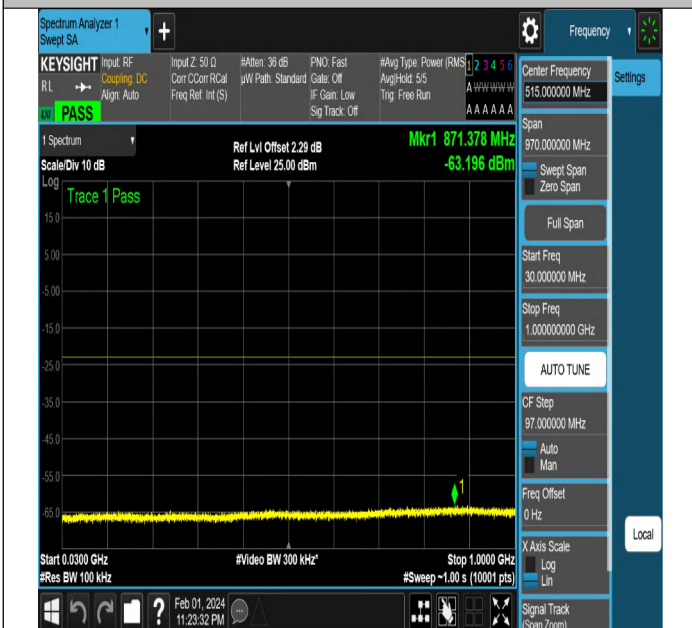 Spectrum Analyzer 1
Swept SA
+
Frequency
KEYSIGHT
RL
LXI
PASS
Input: RF
Coupling: DC
Align: Auto
Input Z: 50 Ω
Corr CCorr RCal
Freq Ref: Int (S)
#Atten: 36 dB
µW Path: Standard
PNO: Fast
Gate: Off
IF Gain: Low
Sig Track: Off
#Avg Type: Power (RMS
Avg|Hold: 5/5
Trig: Free Run
1 2 3 4 5 6
A W W W W W
A A A A A A
Center Frequency
515.000000 MHz
Settings
Span
970.000000 MHz
Swept Span
Zero Span
Full Span
Start Freq
30.000000 MHz
Stop Freq
1.000000000 GHz
AUTO TUNE
CF Step
97.000000 MHz
Auto
Man
Freq Offset
0 Hz
X Axis Scale
Log
Lin
Signal Track
(Span Zoom)
Local
1 Spectrum
Scale/Div 10 dB
Log
Ref Lvl Offset 2.29 dB
Ref Level 25.00 dBm
Mkr1 871.378 MHz
-63.196 dBm
Trace 1 Pass
15.0
5.00
-5.00
-15.0
-25.0
-35.0
-45.0
-55.0
-65.0
1
Start 0.0300 GHz
#Res BW 100 kHz
#Video BW 300 kHz*
Stop 1.0000 GHz
#Sweep ~1.00 s (10001 pts)
?
Feb 01, 2024
11:23:32 PM